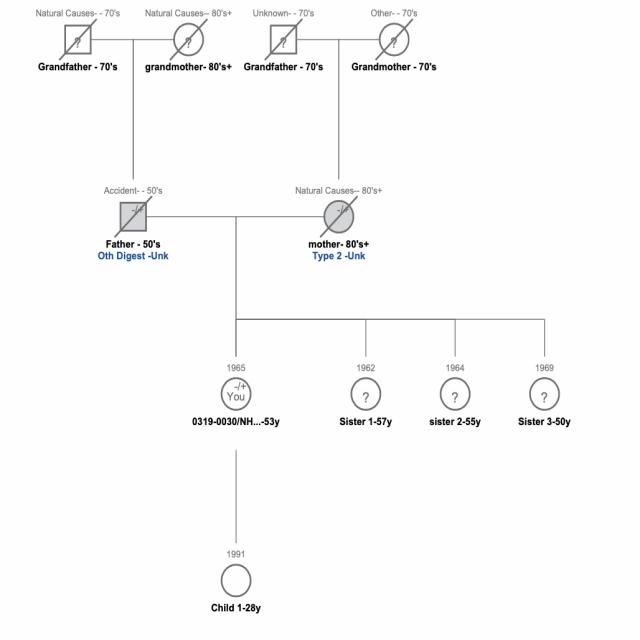 Natural Causes- - 70's
Natural Causes-- 80's+
Unknown- - 70's
Other- - 70's
?
?
?
?
Grandfather - 70's
grandmother- 80's+
Grandfather - 70's
Grandmother - 70's
Accident- - 50's
Natural Causes-- 80's+
-/+
-/+
Father - 50's
mother- 80's+
Oth Digest -Unk
Type 2 -Unk
1965
1962
1964
1969
-/+
You
?
?
?
0319-0030/NH...-53y
Sister 1-57y
sister 2-55y
Sister 3-50y
1991
Child 1-28y